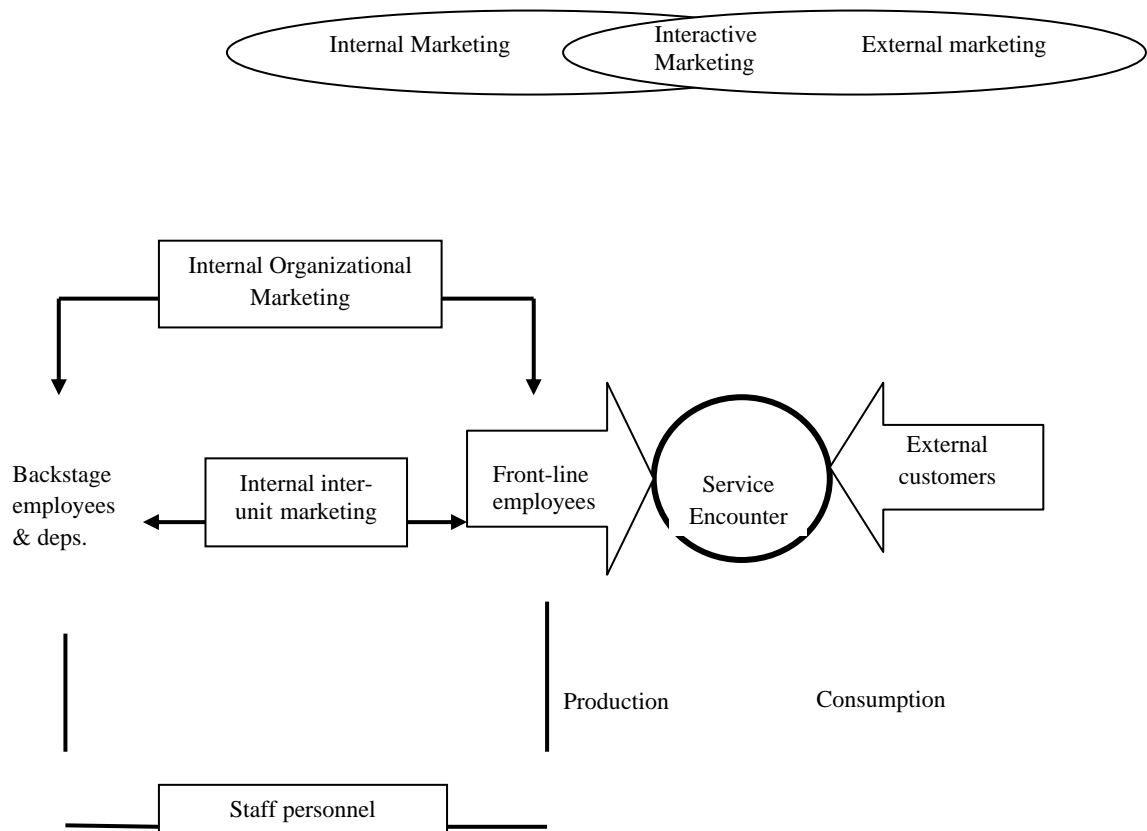 Internal Marketing
Interactive
Marketing
External marketing
Internal Organizational
Marketing
Backstage
employees
& deps.
Internal inter-
unit marketing
Front-line
employees
Service
Encounter
External
customers
Production
Consumption
Staff personnel